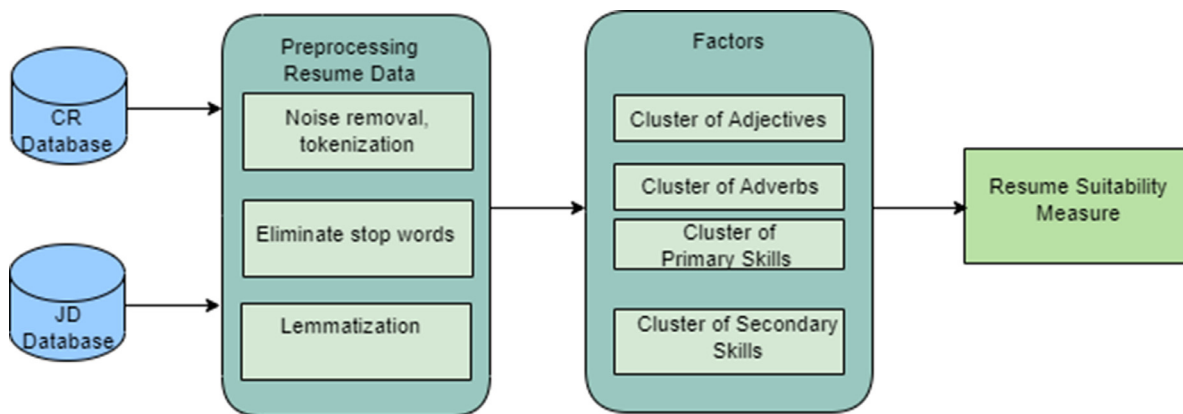 CR
Database
JD
Database
Preprocessing
Resume Data
Noise removal,
tokenization
Eliminate stop words
Lemmatization
Factors
Cluster of Adjectives
Cluster of Adverbs
Cluster of
Primary Skills
Cluster of Secondary
Skills
Resume Suitability
Measure